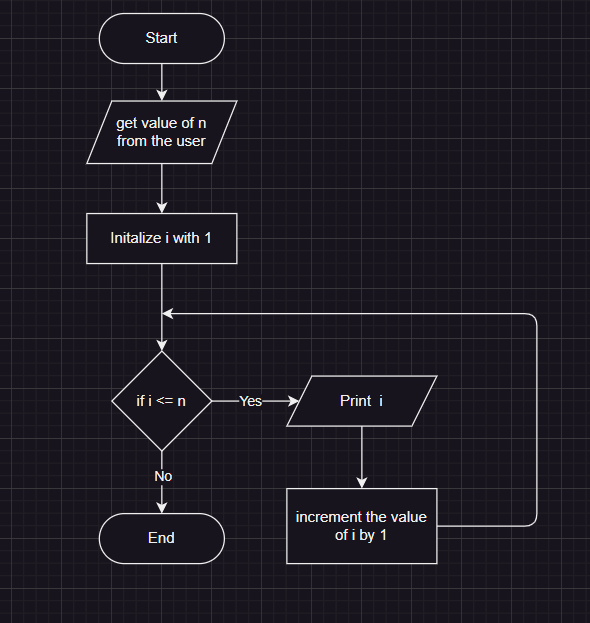 Start
get value of n
from the user
Initalize i with 1
if i <= n
Yes
Print i
No
increment the value
of i by 1
End